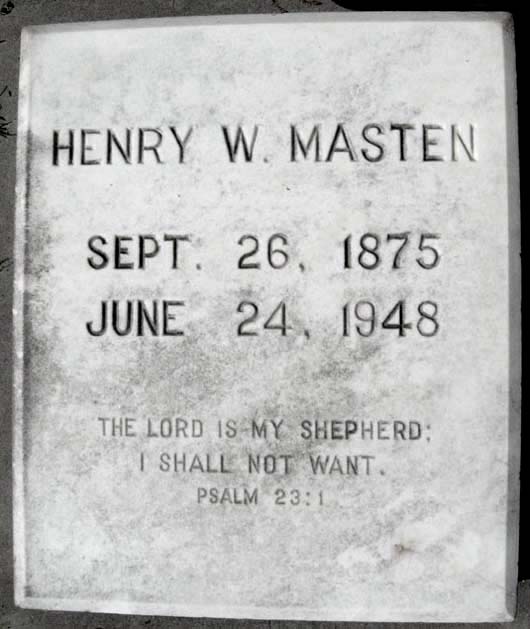 HENRY W. MASTEN
SEPT. 26, 1875
JUNE 24, 1948
THE LORD IS MY SHEPHERD;
I SHALL NOT WANT.
PSALM 23:1